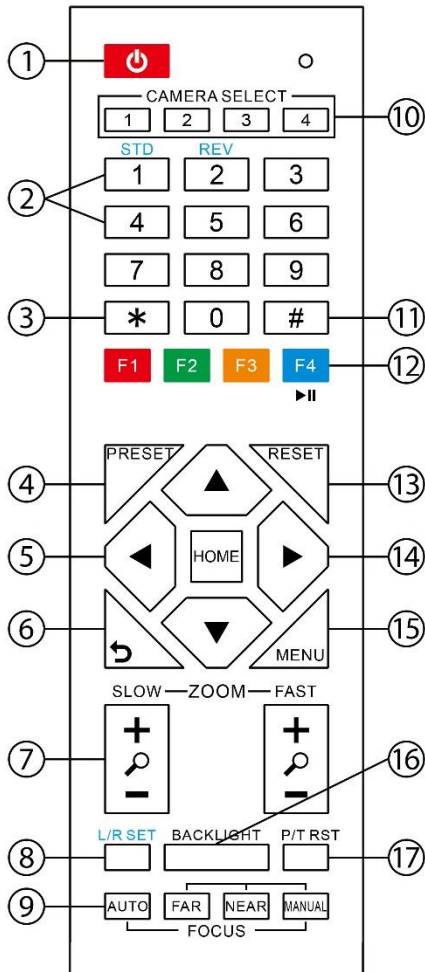 ①
CAMERA SELECT
1 2 3 4 ⑩
STD REV
② 1 2 3
4 5 6
7 8 9
③ * 0 # ⑪
F1 F2 F3 F4 ⑫
④ PRESET RESET ⑬
⑤ HOME ⑭
⑥ MENU ⑮
SLOW ZOOM FAST
⑦ + + ⑯
− −
L/R SET BACKLIGHT P/T RST
⑧ ⑰
⑨ AUTO FAR NEAR MANUAL
FOCUS